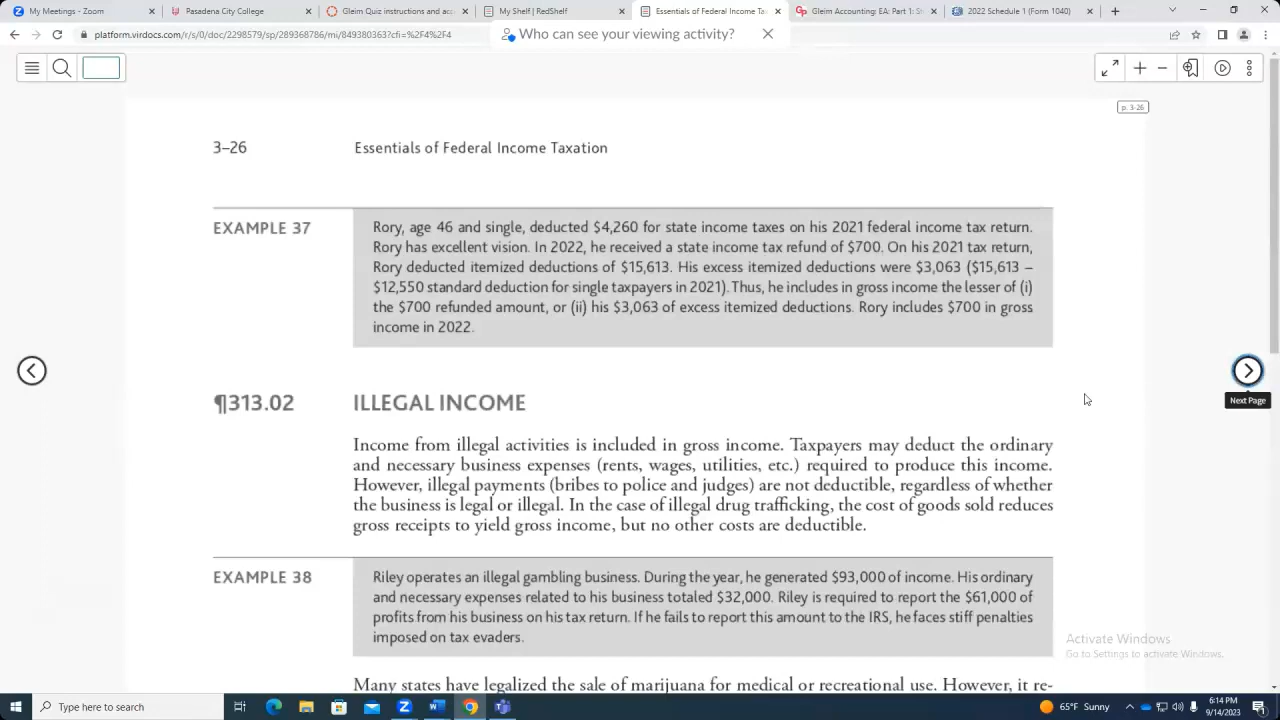 Meetings - Zoom
Pasadena City College
Gleim Quiz instructions and acc
My Shelf | RedShelf
Essentials of Federal Income Tax
Gleim Accounting: EA: Part 1: St
2022 Schedule 1 (Form 1040)
platform.virdocs.com/r/s/0/doc/2298579/sp/289368786/mi/849380363?cfi=%2F4%2F4
Who can see your viewing activity?
p. 3-26
3–26 Essentials of Federal Income Taxation
EXAMPLE 37
Rory, age 46 and single, deducted $4,260 for state income taxes on his 2021 federal income tax return.
Rory has excellent vision. In 2022, he received a state income tax refund of $700. On his 2021 tax return,
Rory deducted itemized deductions of $15,613. His excess itemized deductions were $3,063 ($15,613 –
$12,550 standard deduction for single taxpayers in 2021). Thus, he includes in gross income the lesser of (i)
the $700 refunded amount, or (ii) his $3,063 of excess itemized deductions. Rory includes $700 in gross
income in 2022.
Next Page
¶313.02 ILLEGAL INCOME
Income from illegal activities is included in gross income. Taxpayers may deduct the ordinary
and necessary business expenses (rents, wages, utilities, etc.) required to produce this income.
However, illegal payments (bribes to police and judges) are not deductible, regardless of whether
the business is legal or illegal. In the case of illegal drug trafficking, the cost of goods sold reduces
gross receipts to yield gross income, but no other costs are deductible.
EXAMPLE 38
Riley operates an illegal gambling business. During the year, he generated $93,000 of income. His ordinary
and necessary expenses related to his business totaled $32,000. Riley is required to report the $61,000 of
profits from his business on his tax return. If he fails to report this amount to the IRS, he faces stiff penalties
imposed on tax evaders.
Activate Windows
Go to Settings to activate Windows.
Many states have legalized the sale of marijuana for medical or recreational use. However, it re-
Type here to search
65°F Sunny
6:14 PM
9/14/2023